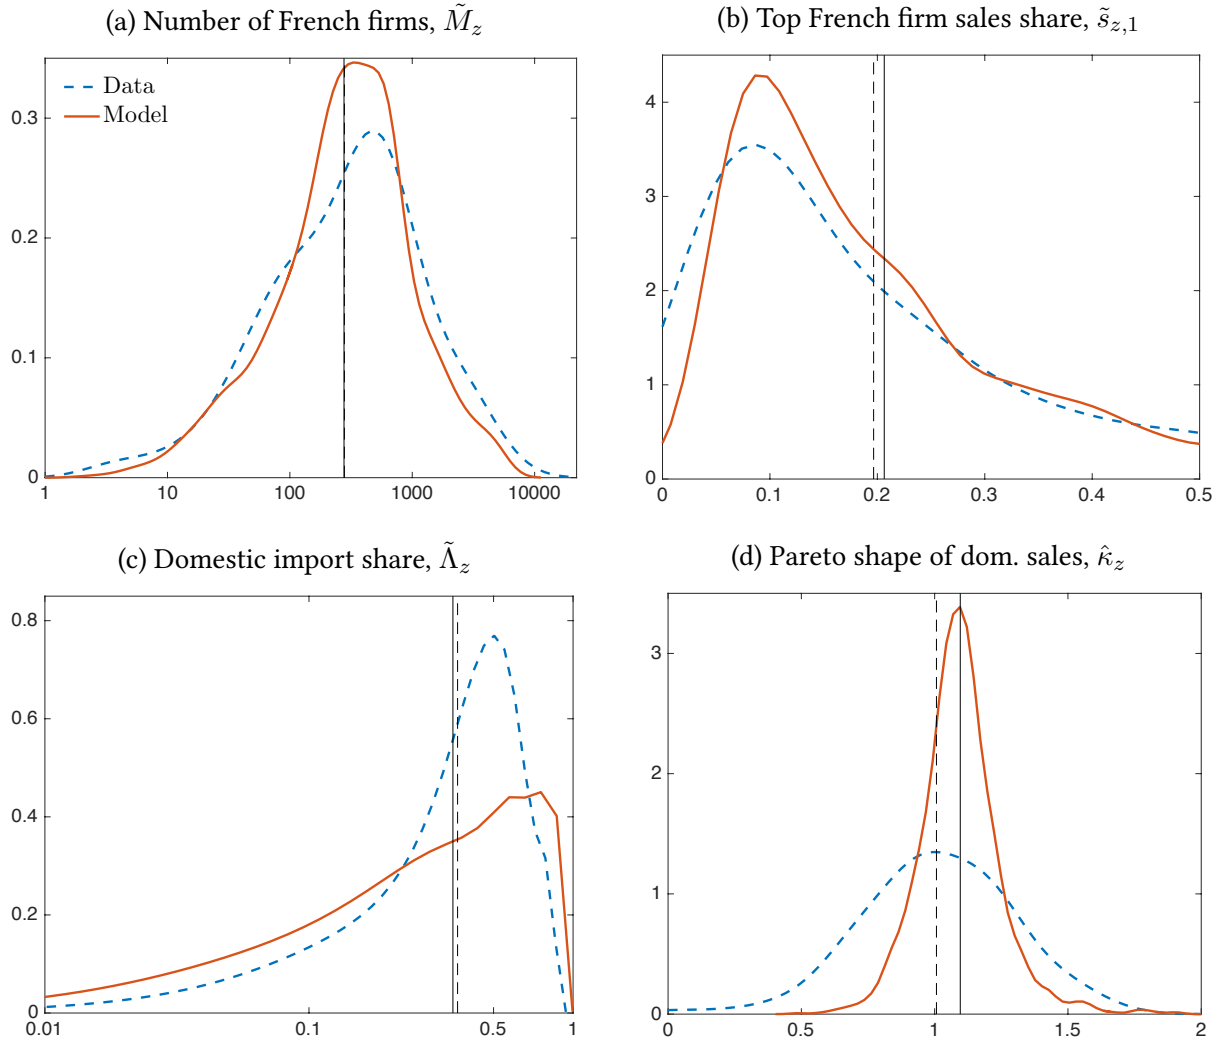 (a) Number of French firms, M̃_z
0.3
0.2
0.1
0
1 10 100 1000 10000
Data
Model
(b) Top French firm sales share, s̃_{z,1}
4
3
2
1
0
0 0.1 0.2 0.3 0.4 0.5
(c) Domestic import share, Λ̃_z
0.8
0.6
0.4
0.2
0
0.01 0.1 0.5 1
(d) Pareto shape of dom. sales, κ̂_z
3
2
1
0
0 0.5 1 1.5 2